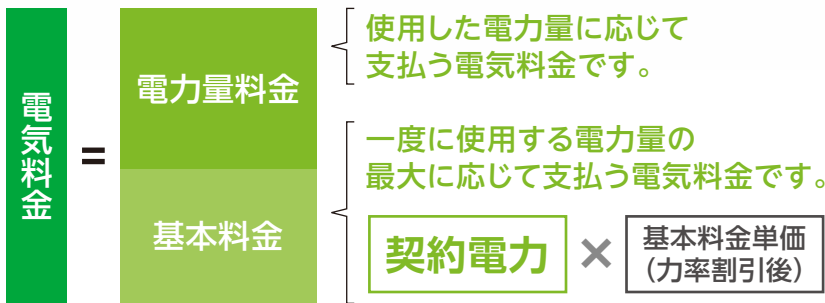 電気料金
=
電力量料金
使用した電力量に応じて
支払う電気料金です。
基本料金
一度に使用する電力量の
最大に応じて支払う電気料金です。
契約電力
×
基本料金単価
（力率割引後）